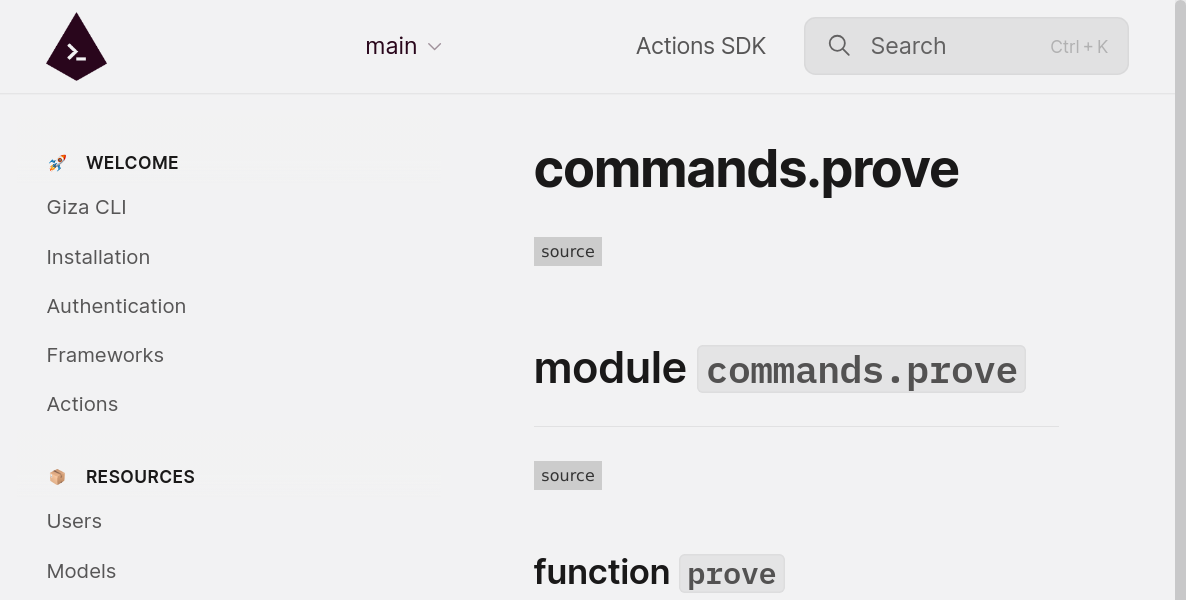 main
Actions SDK
Search
Ctrl + K
WELCOME
Giza CLI
Installation
Authentication
Frameworks
Actions
RESOURCES
Users
Models
commands.prove
source
module commands.prove
source
function prove